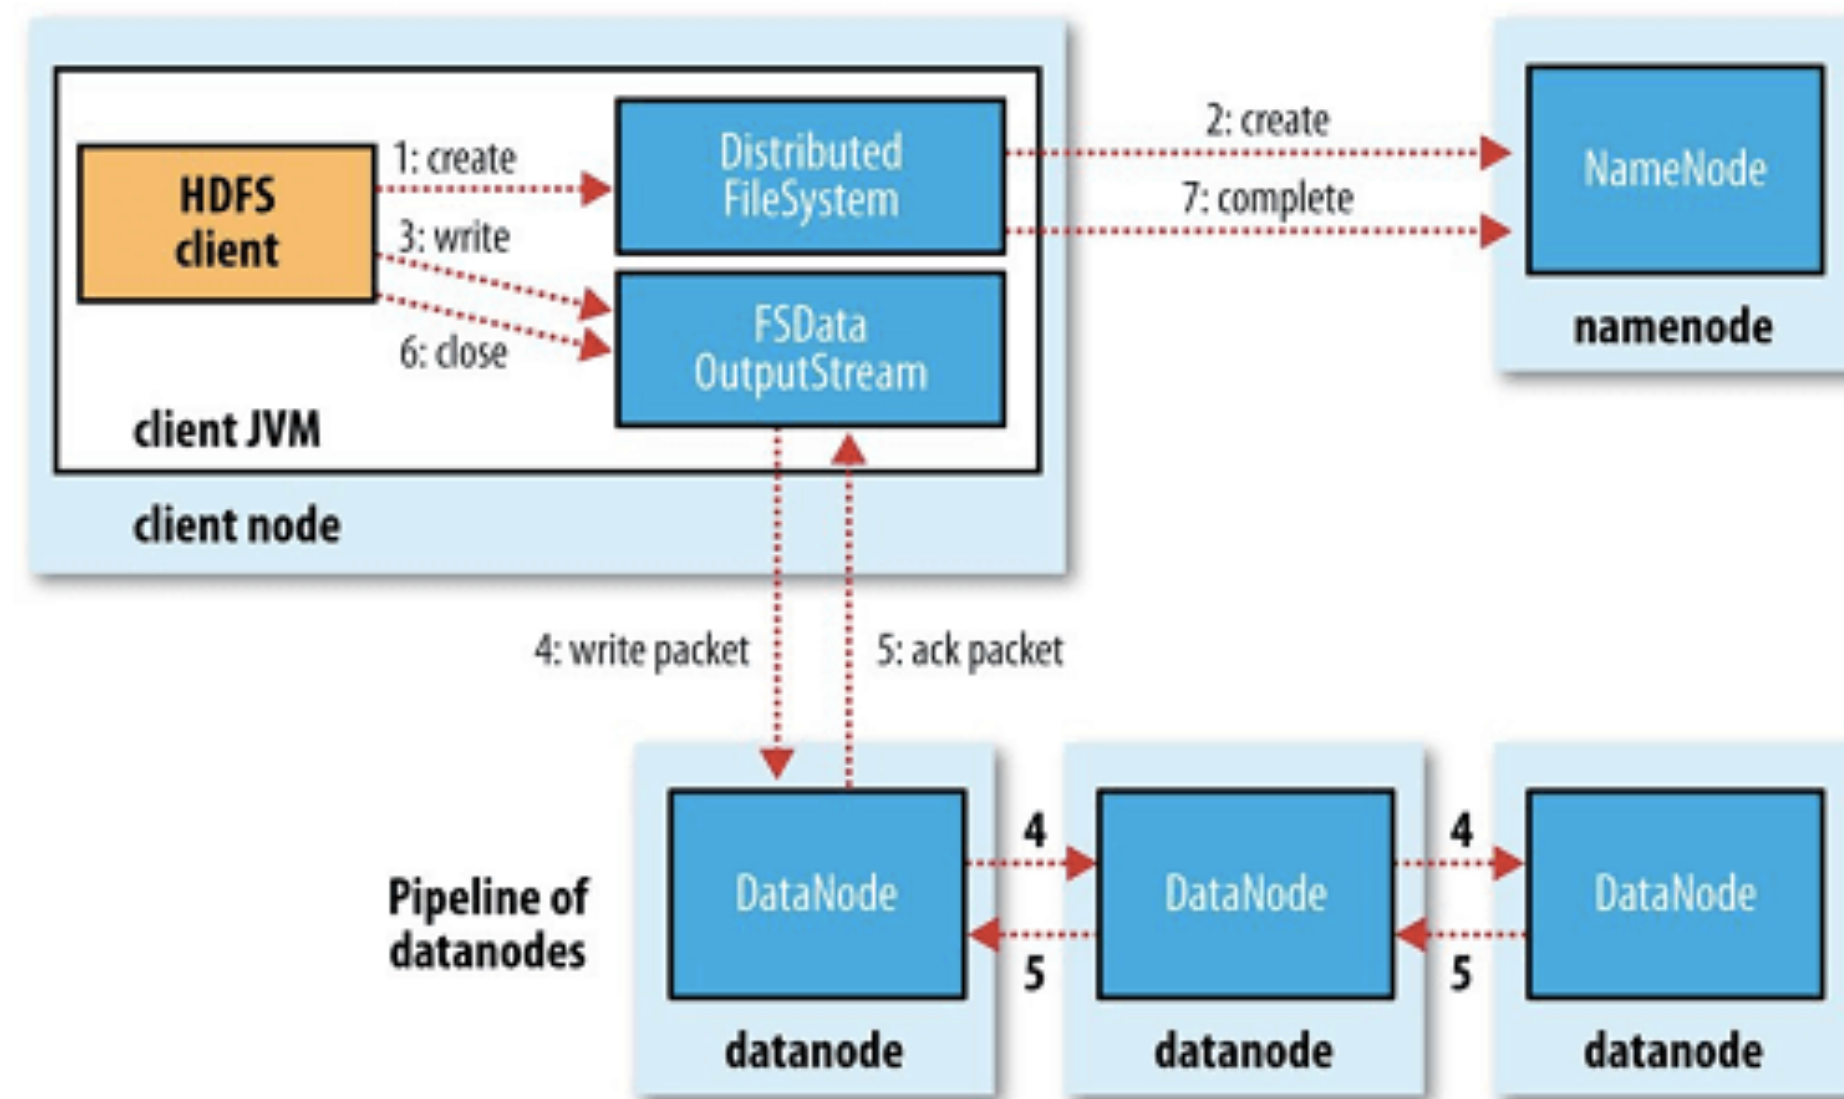 1: create
HDFS
client
3: write
6: close
Distributed
FileSystem
FSData
OutputStream
client JVM
client node
2: create
7: complete
NameNode
namenode
4: write packet
5: ack packet
Pipeline of
datanodes
DataNode
datanode
4
5
DataNode
datanode
4
5
DataNode
datanode